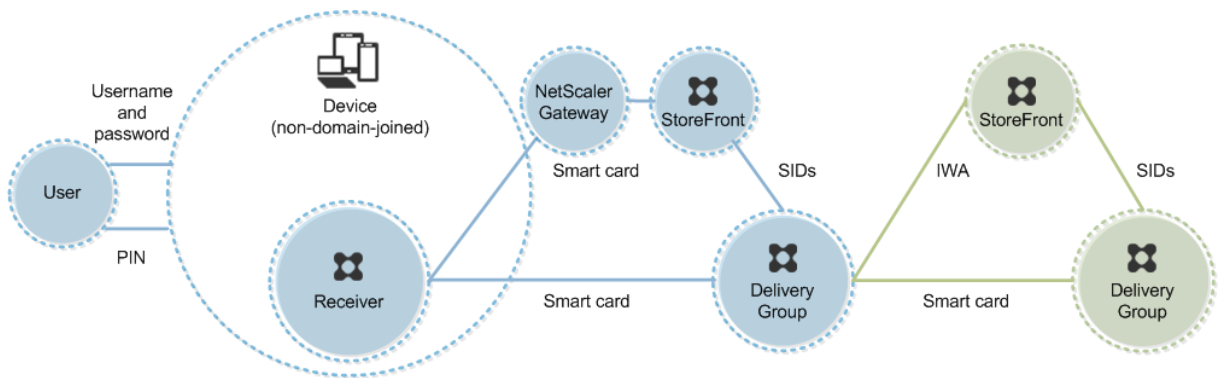 Username
and
password
User
PIN
Device
(non-domain-joined)
Receiver
NetScaler
Gateway
StoreFront
Smart card
SIDs
Smart card
Delivery
Group
StoreFront
IWA
SIDs
Smart card
Delivery
Group